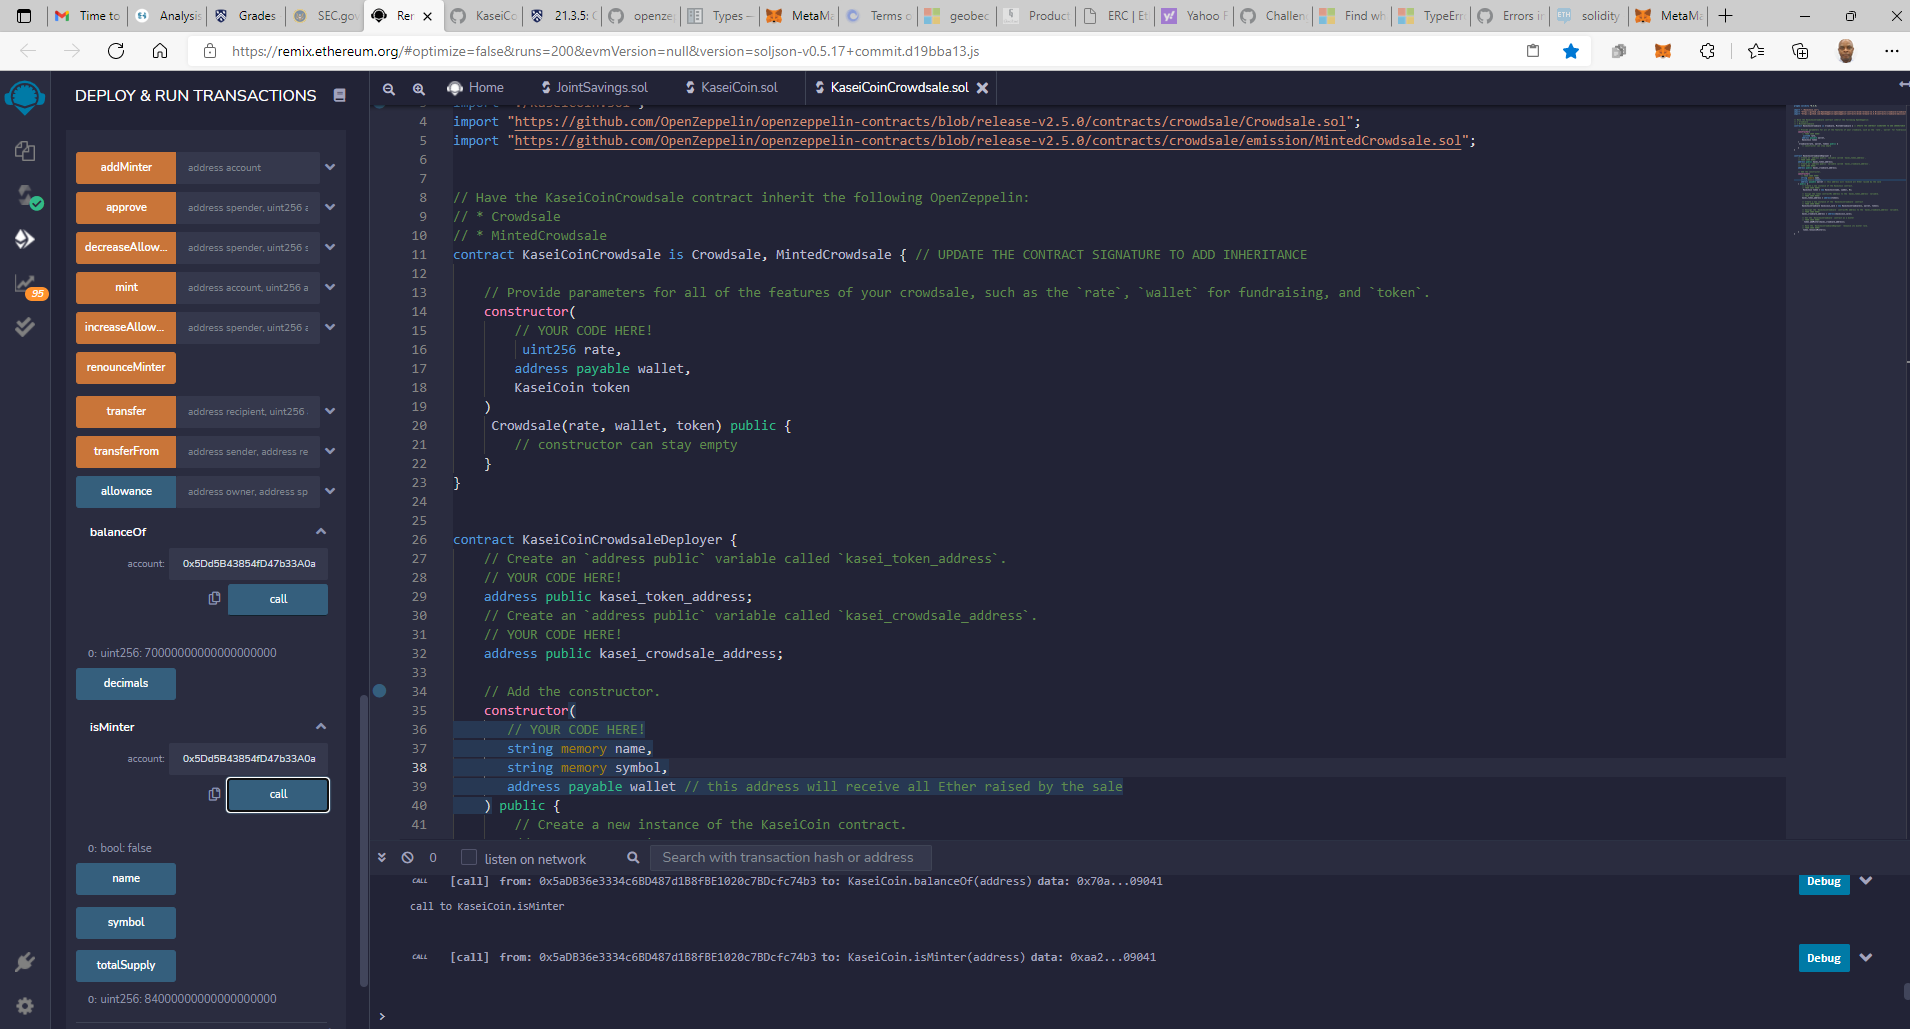 Time to
Analysis
Grades
SEC.gov
Rer
KaseiCo
21.3.5: C
openzep
Types –
MetaMa
Terms o
geobec
Product
ERC | Et
Yahoo F
Challen
Find wh
TypeErr
Errors in
solidity
MetaMa
https://remix.ethereum.org/#optimize=false&runs=200&evmVersion=null&version=soljson-v0.5.17+commit.d19bba13.js
DEPLOY & RUN TRANSACTIONS
Home
JointSavings.sol
KaseiCoin.sol
KaseiCoinCrowdsale.sol
95
addMinter address account
approve address spender, uint256
decreaseAllow... address spender, uint256 s
mint address account, uint256 a
increaseAllow... address spender, uint256 a
renounceMinter
transfer address recipient, uint256
transferFrom address sender, address re
allowance address owner, address sp
balanceOf
account: 0x5Dd5B43854fD47b33A0a
call
0: uint256: 70000000000000000000
decimals
isMinter
account: 0x5Dd5B43854fD47b33A0a
call
0: bool: false
name
symbol
totalSupply
0: uint256: 84000000000000000000
3 import "./KaseiCoin.sol";
4 import "https://github.com/OpenZeppelin/openzeppelin-contracts/blob/release-v2.5.0/contracts/crowdsale/Crowdsale.sol";
5 import "https://github.com/OpenZeppelin/openzeppelin-contracts/blob/release-v2.5.0/contracts/crowdsale/emission/MintedCrowdsale.sol";
6
7
8 // Have the KaseiCoinCrowdsale contract inherit the following OpenZeppelin:
9 // * Crowdsale
10 // * MintedCrowdsale
11 contract KaseiCoinCrowdsale is Crowdsale, MintedCrowdsale { // UPDATE THE CONTRACT SIGNATURE TO ADD INHERITANCE
12
13 // Provide parameters for all of the features of your crowdsale, such as the `rate`, `wallet` for fundraising, and `token`.
14 constructor(
15 // YOUR CODE HERE!
16 uint256 rate,
17 address payable wallet,
18 KaseiCoin token
19 )
20 Crowdsale(rate, wallet, token) public {
21 // constructor can stay empty
22 }
23 }
24
25
26 contract KaseiCoinCrowdsaleDeployer {
27 // Create an `address public` variable called `kasei_token_address`.
28 // YOUR CODE HERE!
29 address public kasei_token_address;
30 // Create an `address public` variable called `kasei_crowdsale_address`.
31 // YOUR CODE HERE!
32 address public kasei_crowdsale_address;
33
34 // Add the constructor.
35 constructor(
36 // YOUR CODE HERE!
37 string memory name,
38 string memory symbol,
39 address payable wallet // this address will receive all Ether raised by the sale
40 ) public {
41 // Create a new instance of the KaseiCoin contract.
0 listen on network Search with transaction hash or address
CALL [call] from: 0x5aDB36e3334c6BD487d1B8fBE1020c7BDcfc74b3 to: KaseiCoin.balanceOf(address) data: 0x70a...09041 Debug
call to KaseiCoin.isMinter
CALL [call] from: 0x5aDB36e3334c6BD487d1B8fBE1020c7BDcfc74b3 to: KaseiCoin.isMinter(address) data: 0xaa2...09041 Debug
>